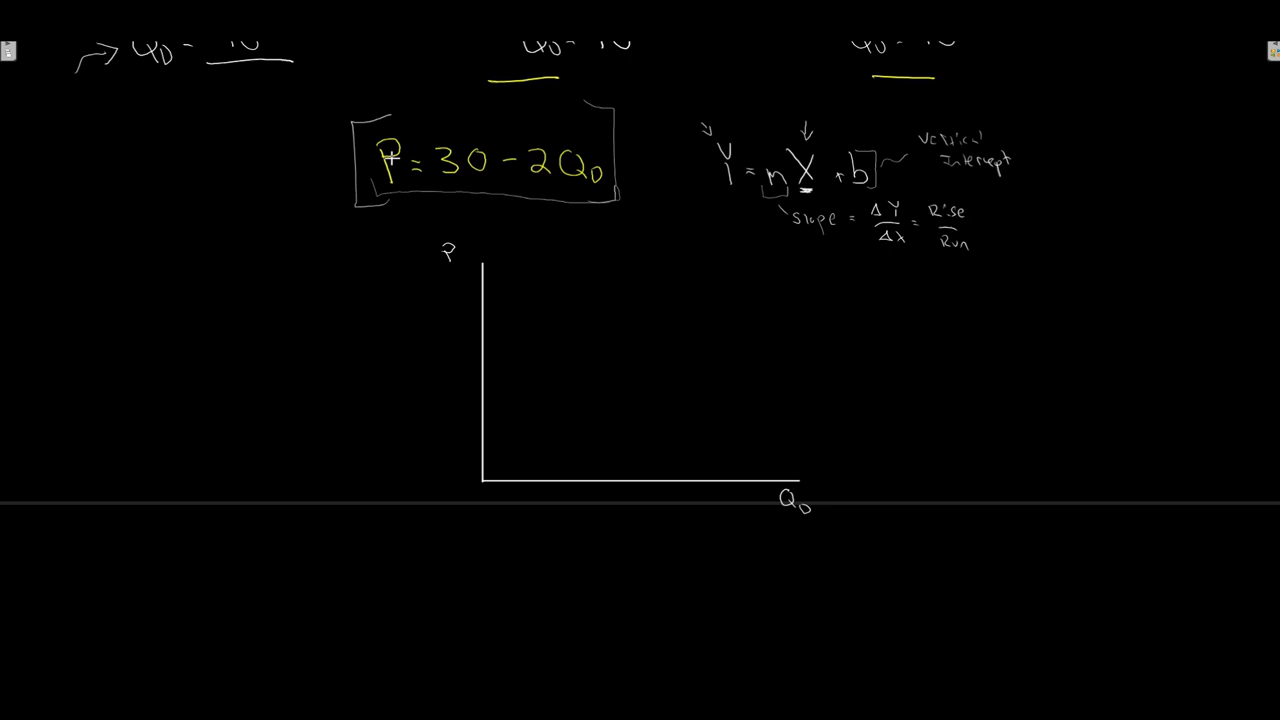 P = 30 - 2Q_D
Y = mX + b
Vertical
Intercept
Slope = ΔY/ΔX = Rise/Run
P
Q_D